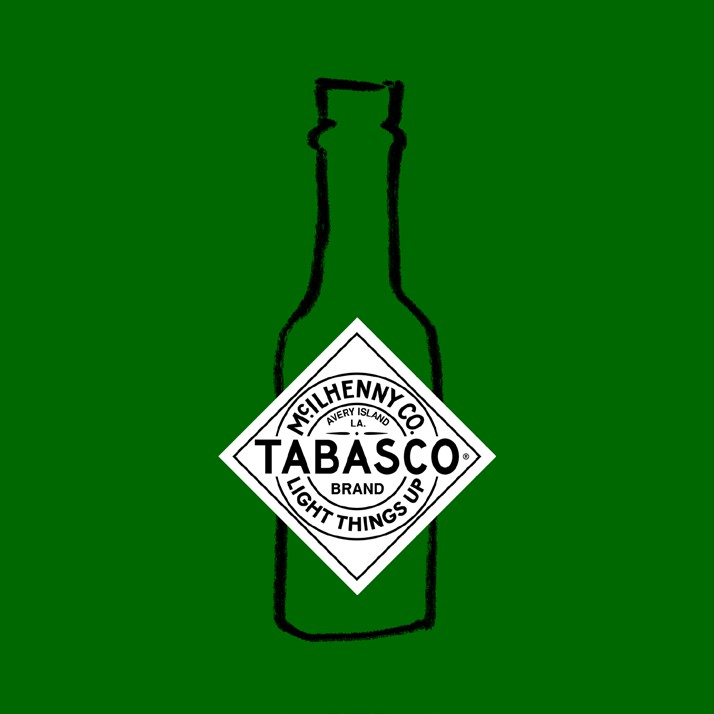 McILHENNY CO.
AVERY ISLAND
LA.
TABASCO®
BRAND
LIGHT THINGS UP